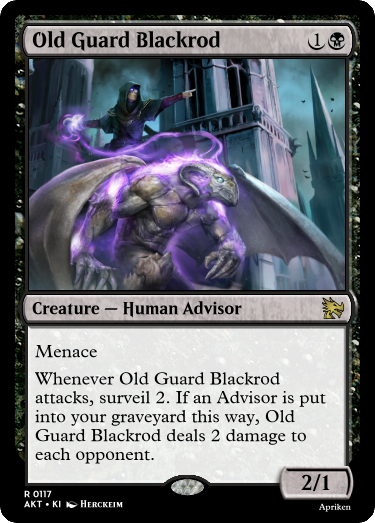 Old Guard Blackrod 1
Creature — Human Advisor
Menace
Whenever Old Guard Blackrod
attacks, surveil 2. If an Advisor is put
into your graveyard this way, Old
Guard Blackrod deals 2 damage to
each opponent.
2/1
R 0117
AKT • KI Herckeim
Apriken